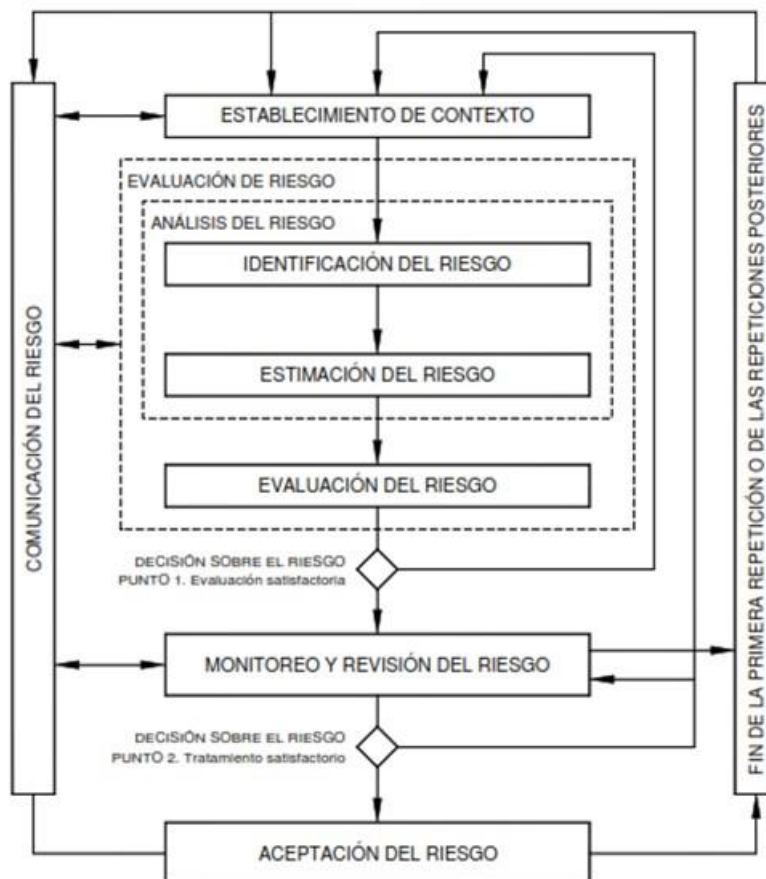 ESTABLECIMIENTO DE CONTEXTO
EVALUACIÓN DE RIESGO
ANÁLISIS DEL RIESGO
IDENTIFICACIÓN DEL RIESGO
ESTIMACIÓN DEL RIESGO
EVALUACIÓN DEL RIESGO
DECISIÓN SOBRE EL RIESGO
PUNTO 1. Evaluación satisfactoria
MONITOREO Y REVISIÓN DEL RIESGO
DECISIÓN SOBRE EL RIESGO
PUNTO 2. Tratamiento satisfactorio
ACEPTACIÓN DEL RIESGO
COMUNICACIÓN DEL RIESGO
FIN DE LA PRIMERA REPETICIÓN O DE LAS REPETICIONES POSTERIORES